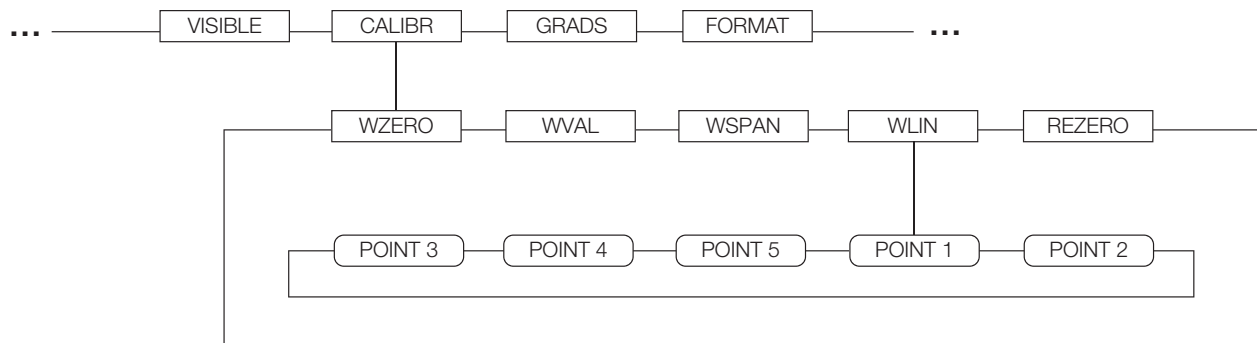 ... VISIBLE CALIBR GRADS FORMAT ...
WZERO WVAL WSPAN WLIN REZERO
POINT 3 POINT 4 POINT 5 POINT 1 POINT 2